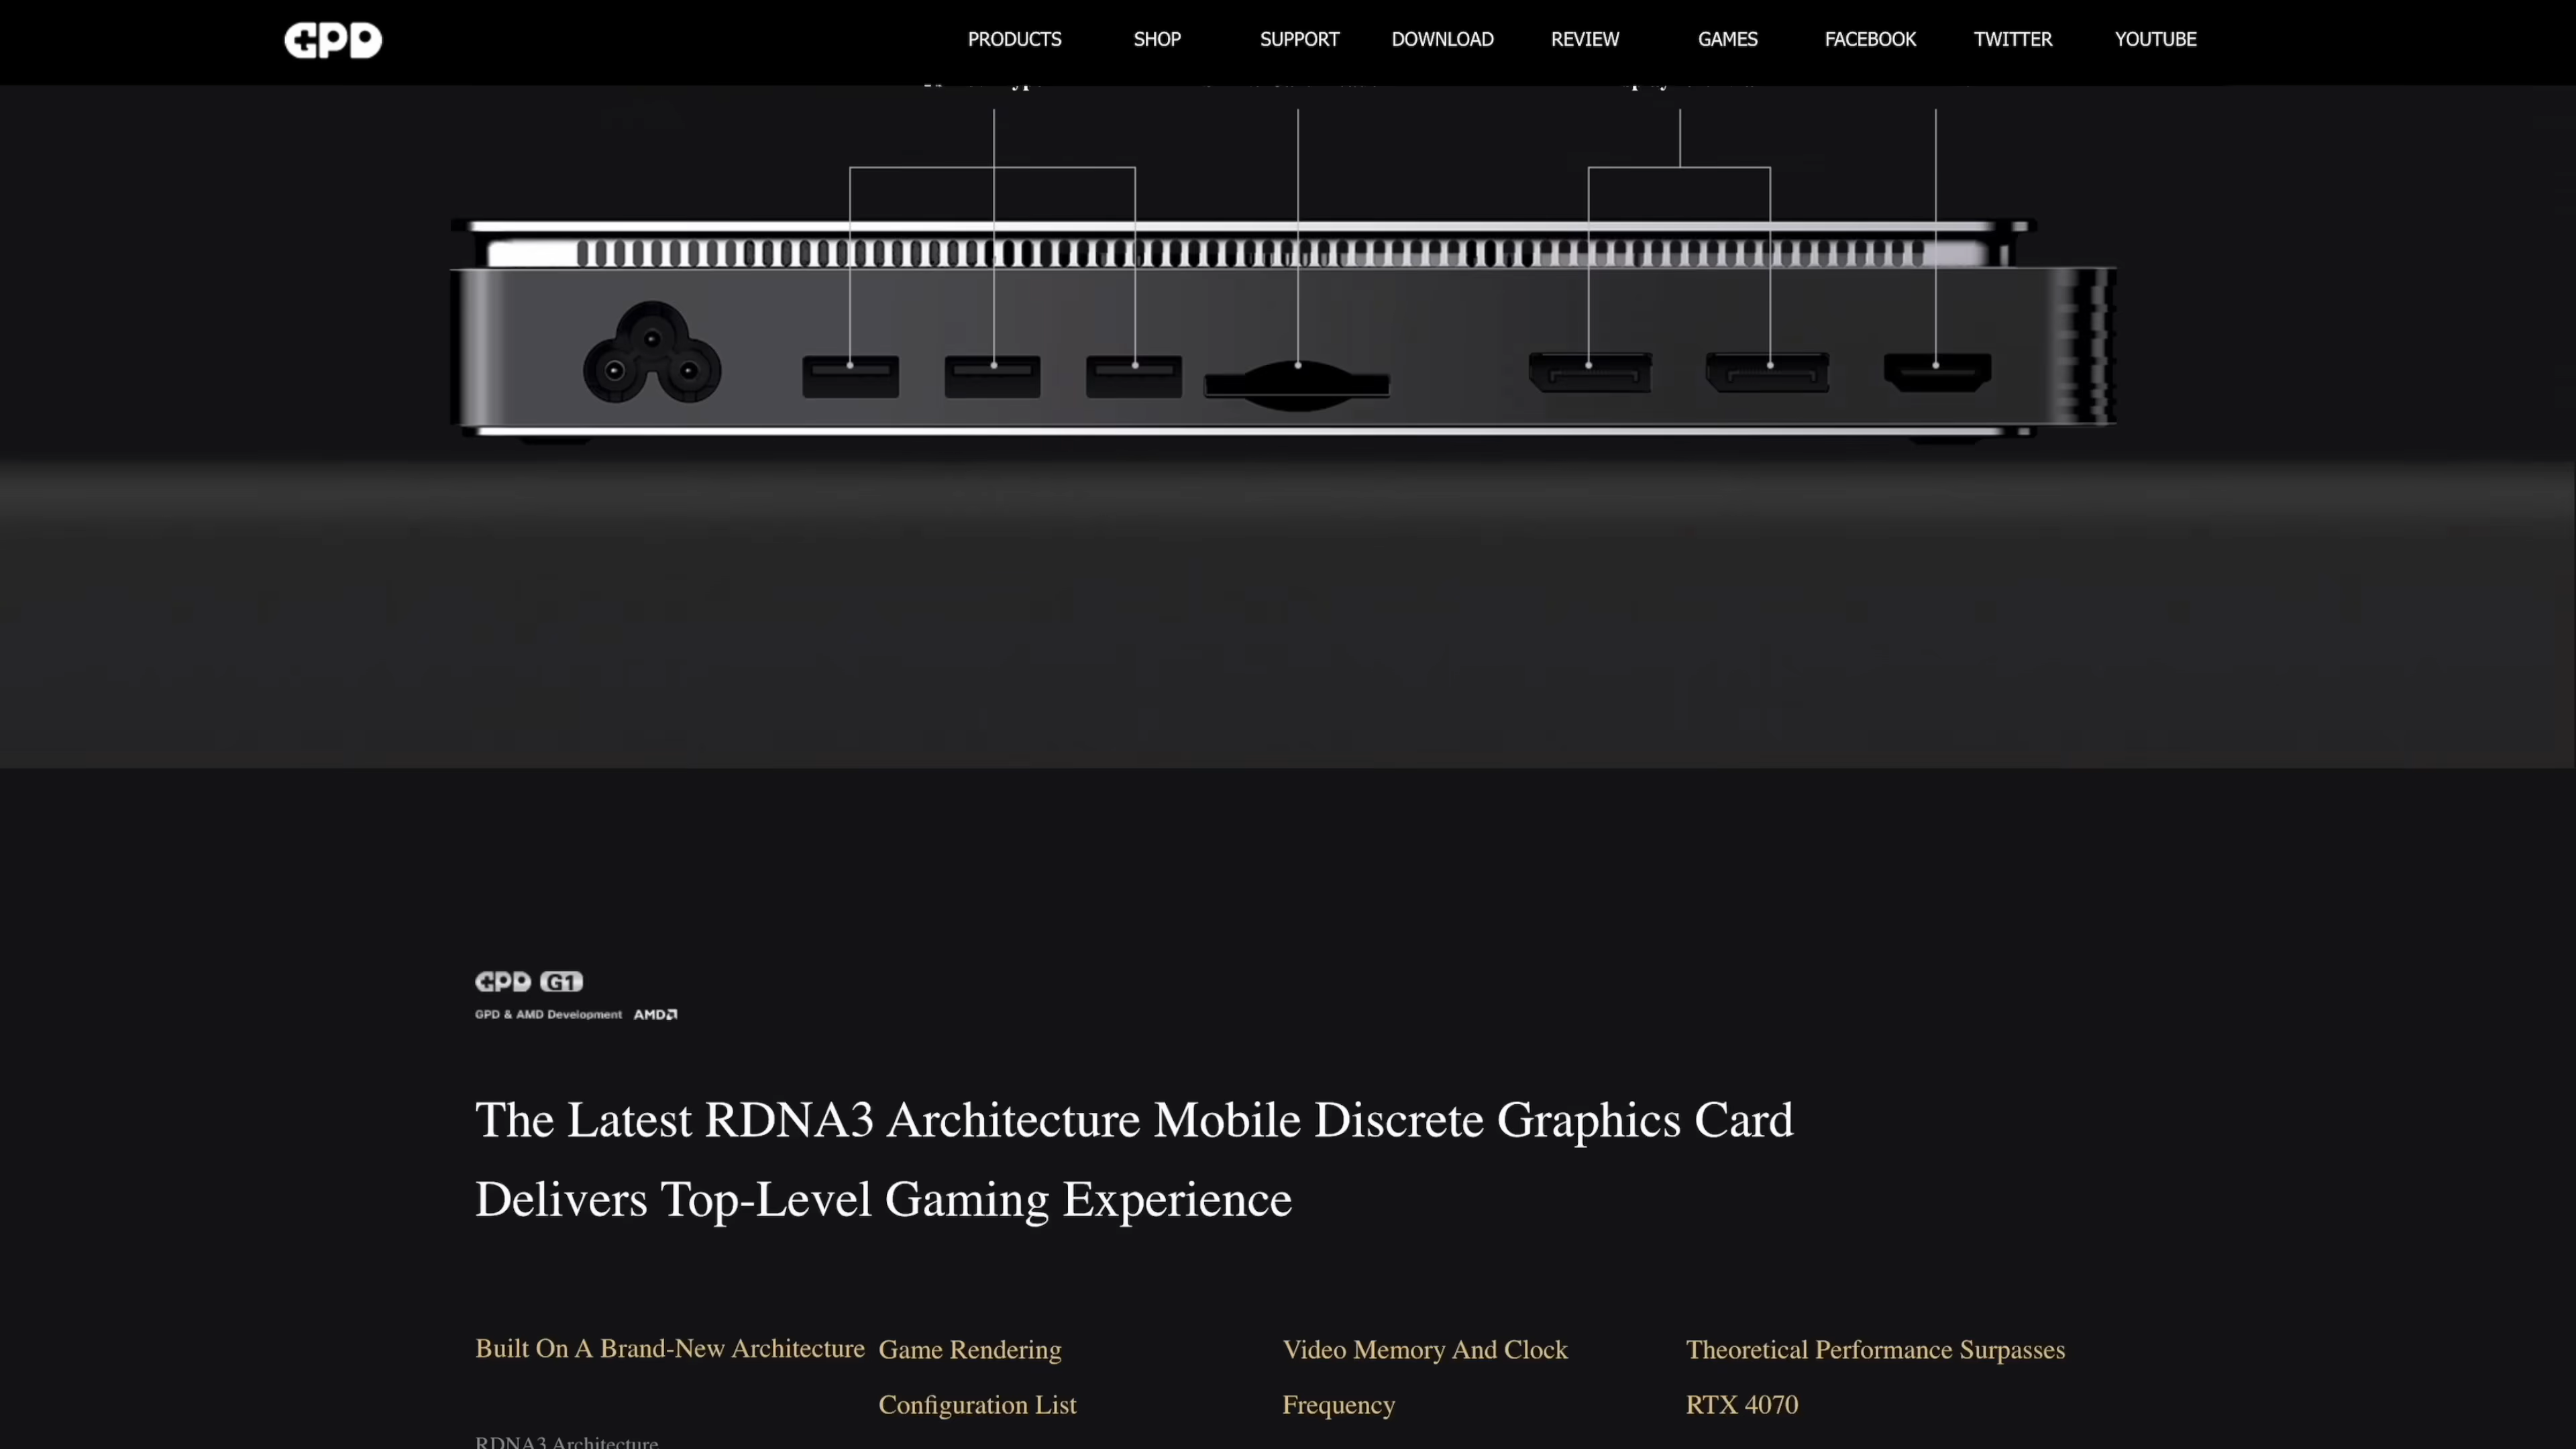 GPD
PRODUCTS SHOP SUPPORT DOWNLOAD REVIEW GAMES FACEBOOK TWITTER YOUTUBE
GPD G1
GPD & AMD Development AMD
The Latest RDNA3 Architecture Mobile Discrete Graphics Card
Delivers Top-Level Gaming Experience
Built On A Brand-New Architecture
RDNA3 Architecture
Game Rendering
Configuration List
Video Memory And Clock
Frequency
Theoretical Performance Surpasses
RTX 4070